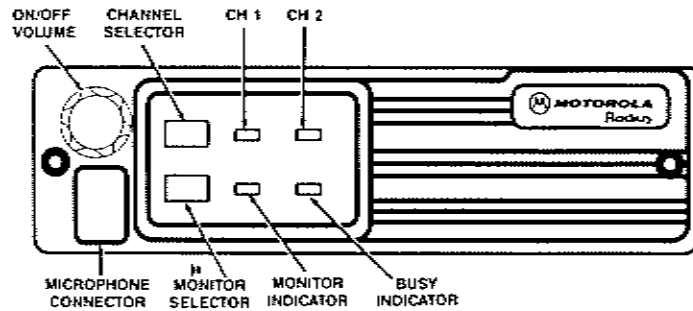 ON/OFF
VOLUME
CHANNEL
SELECTOR
CH 1
CH 2
MOTOROLA
Radius
MICROPHONE
CONNECTOR
MONITOR
SELECTOR
MONITOR
INDICATOR
BUSY
INDICATOR